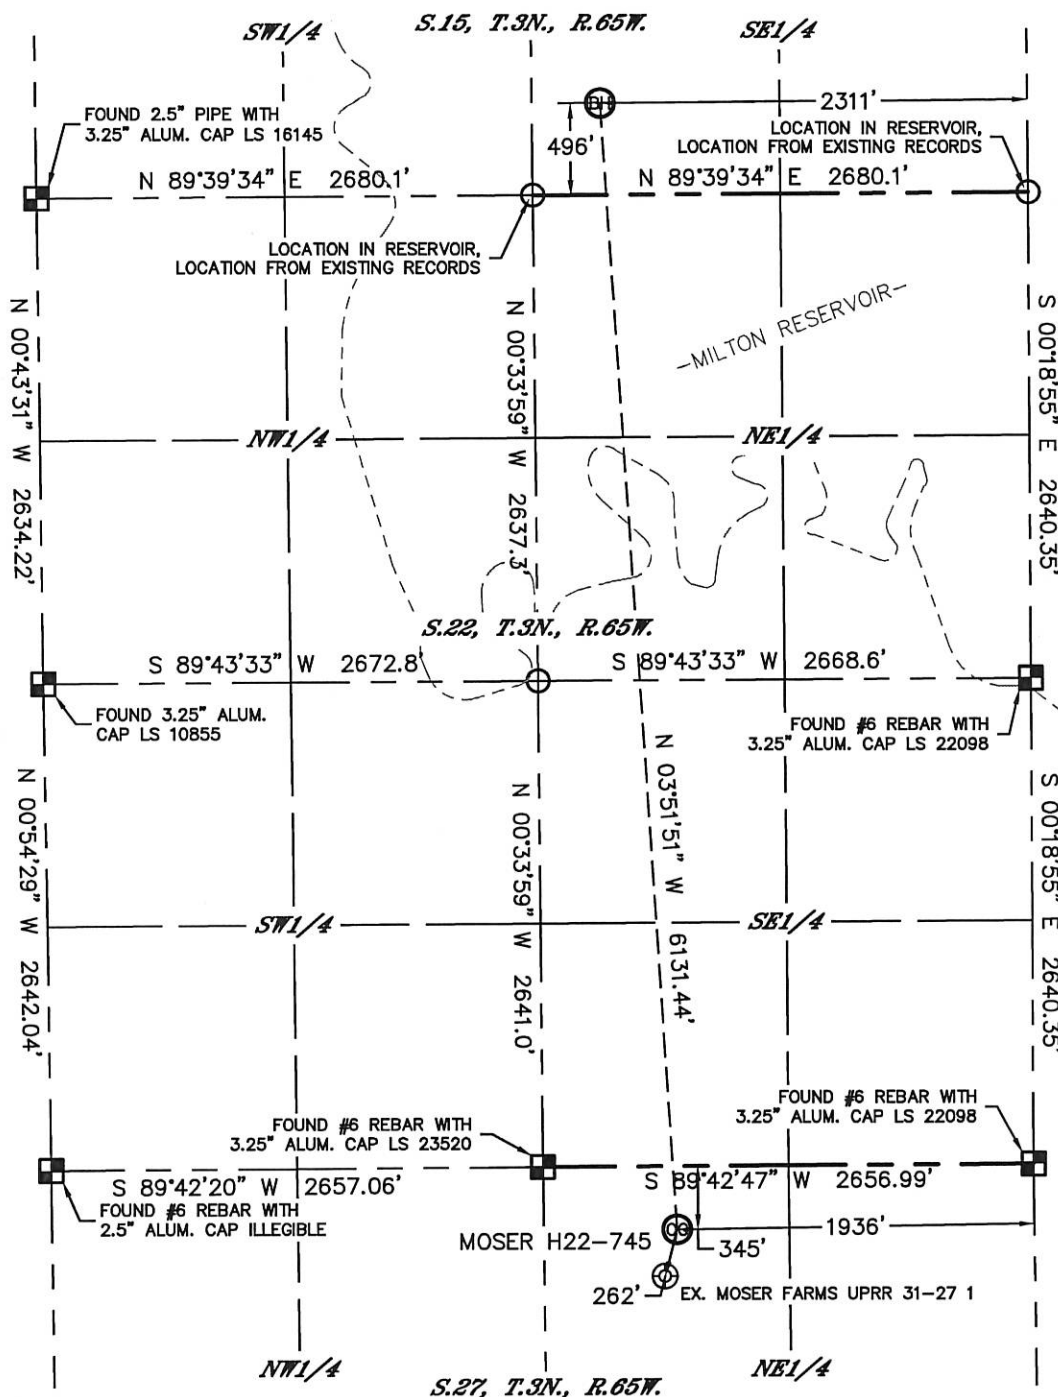 S.15, T.3N., R.65W.
SW1/4
SE1/4
FOUND 2.5" PIPE WITH
3.25" ALUM. CAP LS 16145
BH
2311'
496'
LOCATION IN RESERVOIR,
LOCATION FROM EXISTING RECORDS
N 89°39'34" E 2680.1'
N 89°39'34" E 2680.1'
LOCATION IN RESERVOIR,
LOCATION FROM EXISTING RECORDS
N 00°43'31" W 2634.22'
N 00°33'59" W 2637.3'
-MILTON RESERVOIR-
S 00°18'55" E 2640.35'
NW1/4
NE1/4
S.22, T.3N., R.65W.
S 89°43'33" W 2672.8'
S 89°43'33" W 2668.6'
FOUND 3.25" ALUM.
CAP LS 10855
FOUND #6 REBAR WITH
3.25" ALUM. CAP LS 22098
N 00°54'29" W 2642.04'
N 00°33'59" W 2641.0'
N 03°51'51" W 6131.44'
S 00°18'55" E 2640.35'
SW1/4
SE1/4
FOUND #6 REBAR WITH
3.25" ALUM. CAP LS 23520
FOUND #6 REBAR WITH
3.25" ALUM. CAP LS 22098
S 89°42'20" W 2657.06'
S 89°42'47" W 2656.99'
FOUND #6 REBAR WITH
2.5" ALUM. CAP ILLEGIBLE
MOSER H22-745
1936'
345'
262'
EX. MOSER FARMS UPRR 31-27 1
NW1/4
NE1/4
S.27, T.3N., R.65W.